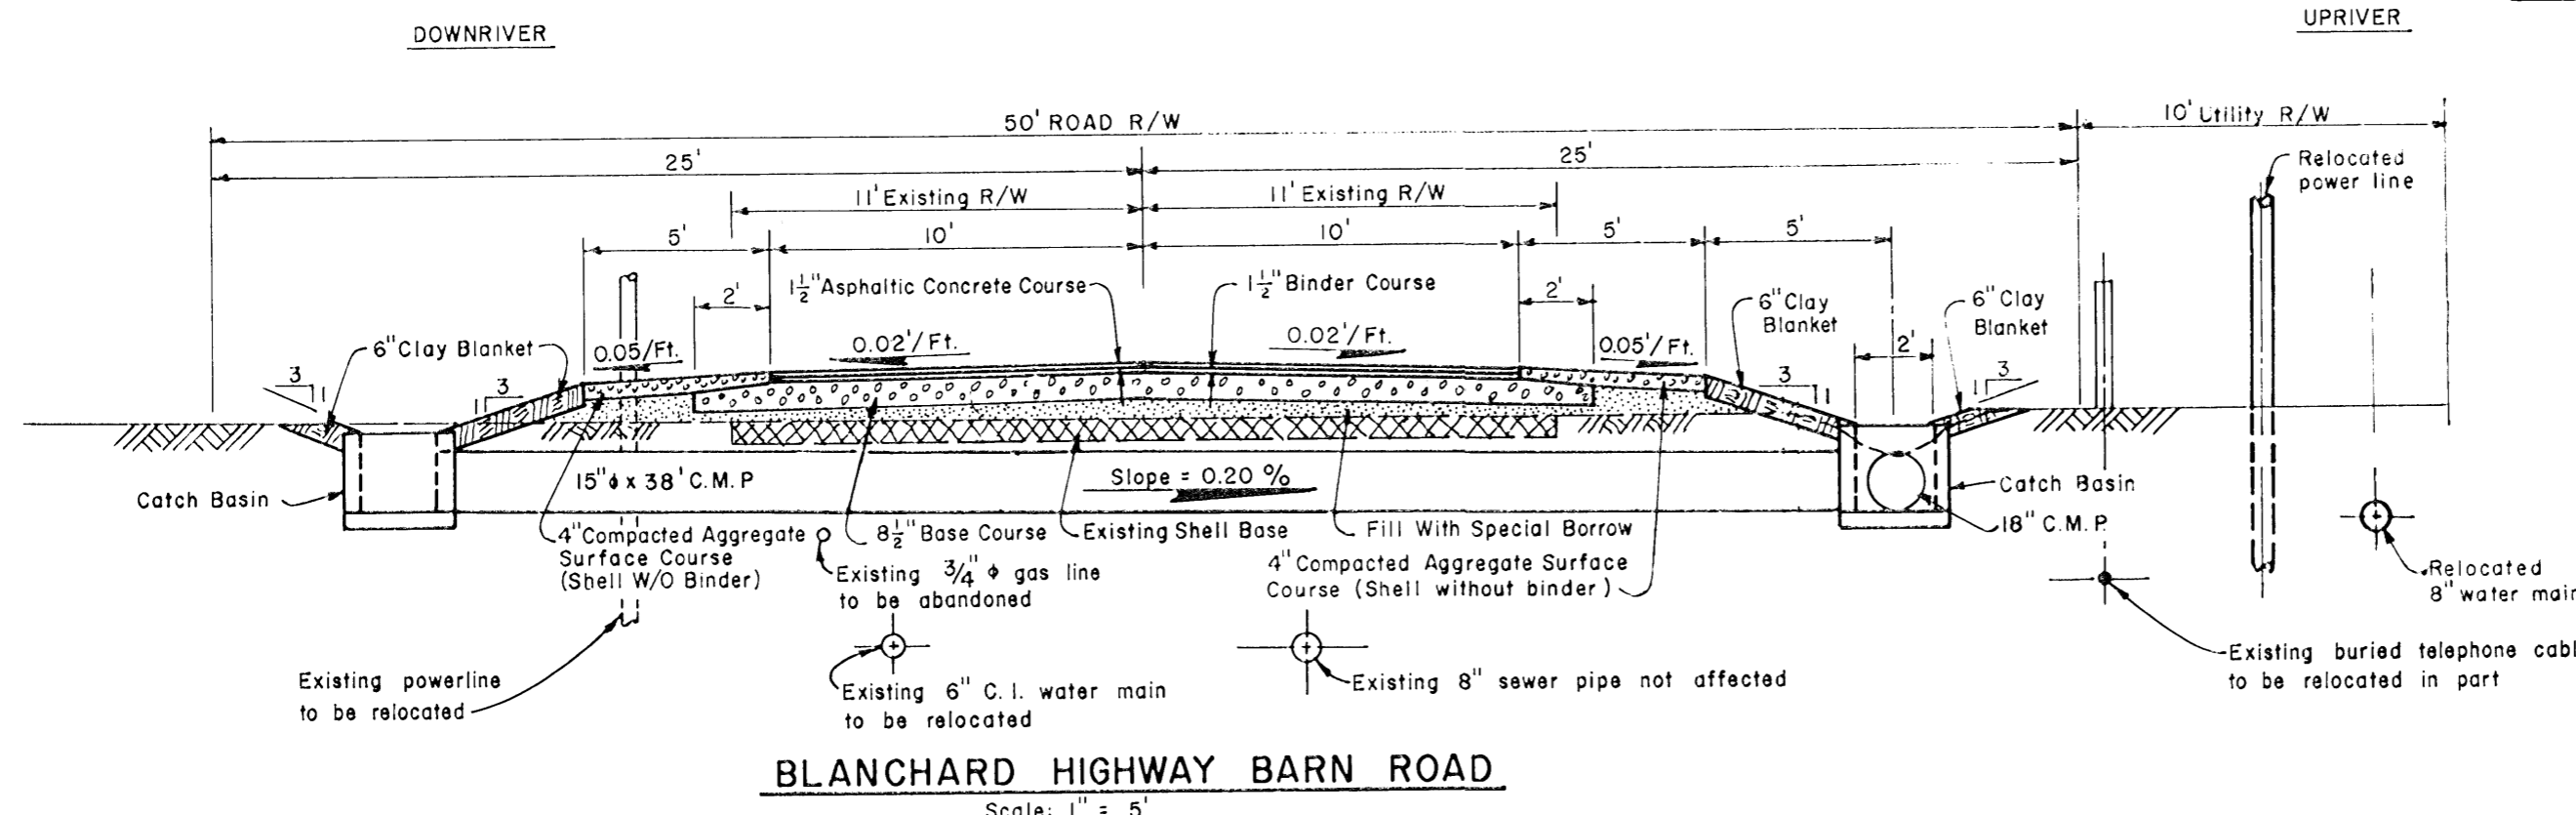 DOWNRIVER
UPRIVER
50' ROAD R/W
10' Utility R/W
25'
25'
Relocated
power line
11' Existing R/W
11' Existing R/W
5'
10'
10'
5'
5'
1 1/2" Asphaltic Concrete Course
1 1/2" Binder Course
2'
2'
6" Clay
Blanket
6" Clay
Blanket
6" Clay Blanket
0.05/Ft.
0.02'/Ft.
0.02'/Ft.
0.05'/Ft.
2'
3
1
3
1
3
1
3
1
15" ϕ x 38' C.M.P
Slope = 0.20 %
Catch Basin
Catch Basin
18" C.M.P.
4" Compacted Aggregate
Surface Course
(Shell W/O Binder)
8 1/2" Base Course
Existing Shell Base
Fill With Special Borrow
Existing 3/4" ϕ gas line
to be abandoned
4" Compacted Aggregate Surface
Course (Shell without binder)
Relocated
8" water main
Existing powerline
to be relocated
Existing 6" C.I. water main
to be relocated
Existing 8" sewer pipe not affected
Existing buried telephone cabl
to be relocated in part
BLANCHARD HIGHWAY BARN ROAD
Scale: 1" = 5'